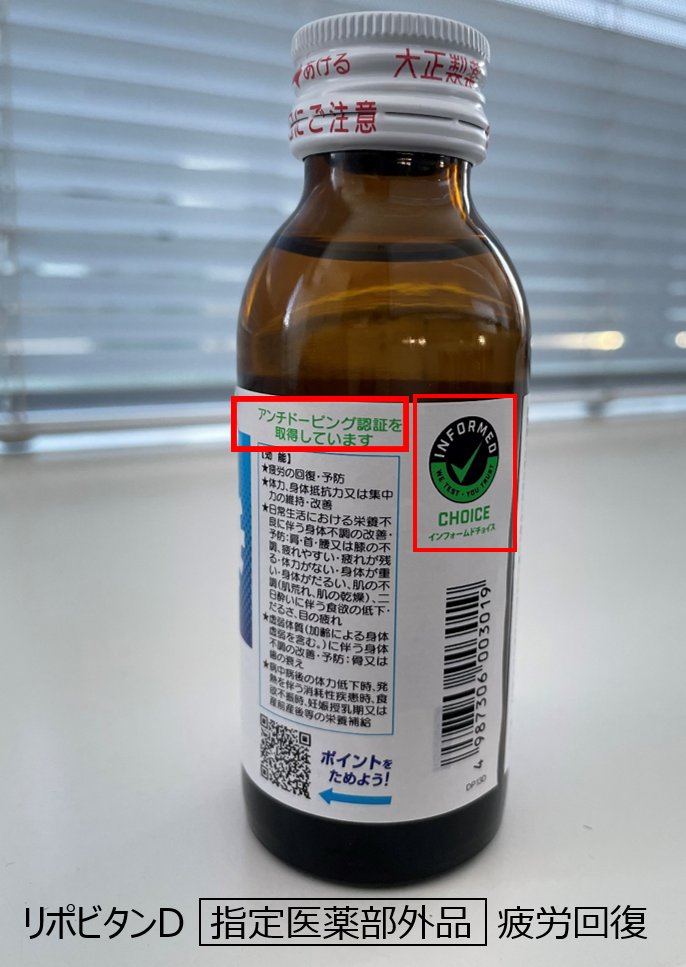 あける 大正製薬
にご注意
アンチドーピング認証を
取得しています
【効 能】
★疲労の回復・予防
★体力、身体抵抗力又は集中
力の維持・改善
★日常生活における栄養不
良に伴う身体不調の改善・
予防：肩・首・腰又は膝の不
調、疲れやすい・疲れが残
る・体力がない・身体が重
い・身体がだるい、肌の不
調（肌荒れ、肌の乾燥）、二
日酔いに伴う食欲の低下・
だるさ、目の疲れ
★虚弱体質（加齢による身体
虚弱を含む。）に伴う身体
不調の改善・予防：骨又は
歯の衰え
★病中病後の体力低下時、発
熱を伴う消耗性疾患時、食
欲不振時、妊娠授乳期又は
産前産後等の栄養補給
ポイントを
ためよう！
INFORMED
WE TEST・YOU TRUST
CHOICE
インフォームドチョイス
4 987306 003019
DP130
リポビタンD 指定医薬部外品 疲労回復